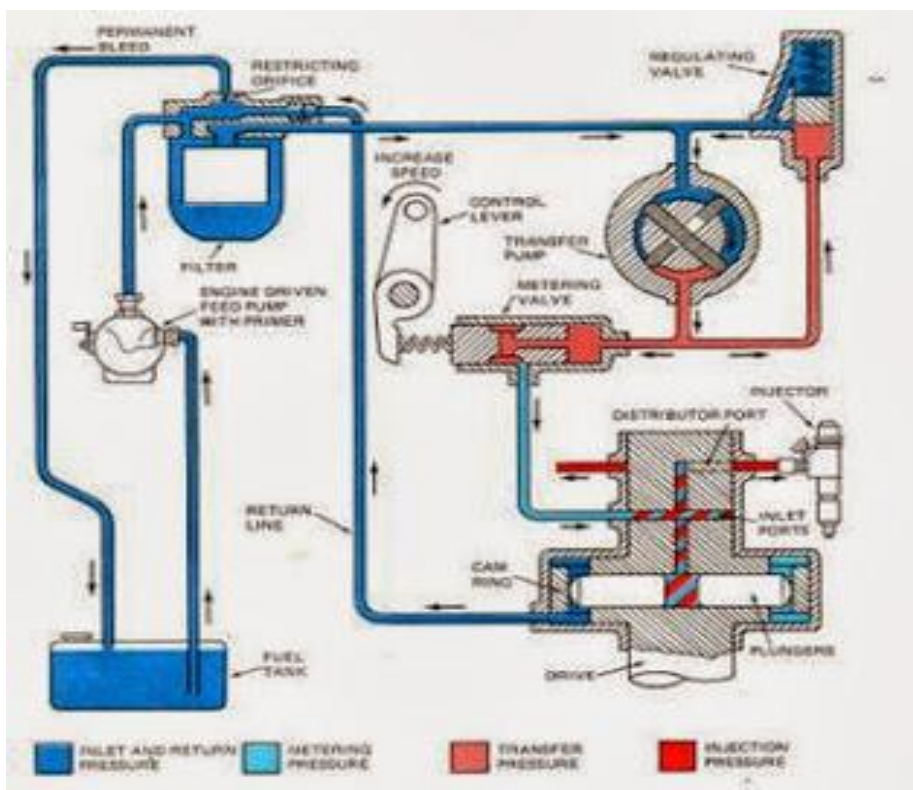 PERMANENT
BLEED
RESTRICTING
ORIFICE
REGULATING
VALVE
INCREASE
SPEED
CONTROL
LEVER
TRANSFER
PUMP
FILTER
METERING
VALVE
ENGINE DRIVEN
FEED PUMP
WITH PRIMER
INJECTOR
DISTRIBUTOR PORT
RETURN
LINE
INLET
PORTS
CAM
RING
FUEL
TANK
DRIVE
PLUNGERS
INLET AND RETURN
PRESSURE
METERING
PRESSURE
TRANSFER
PRESSURE
INJECTION
PRESSURE